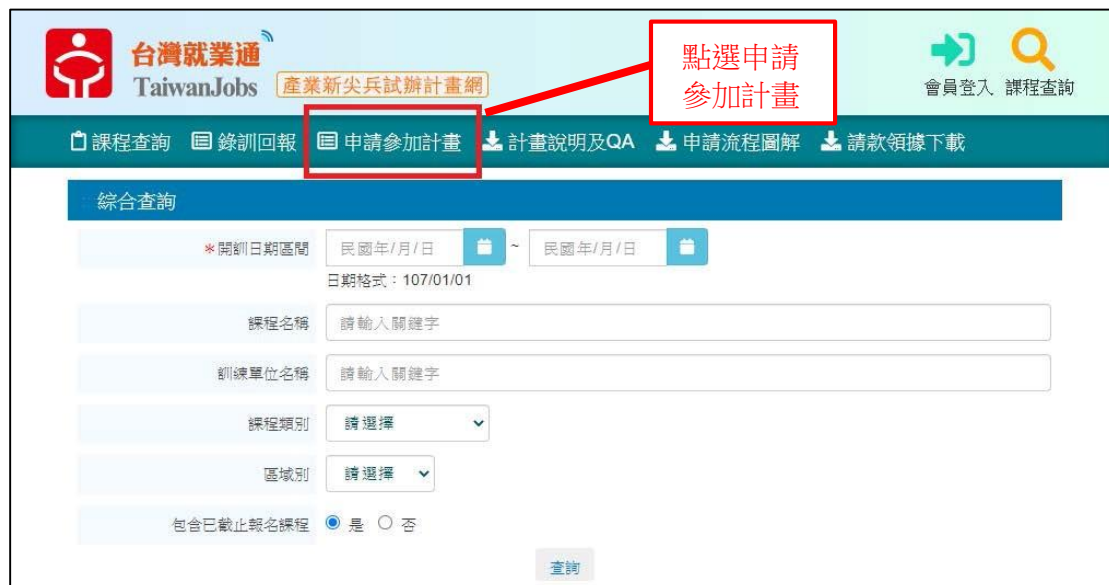 台灣就業通
TaiwanJobs 產業新尖兵試辦計畫網
點選申請
參加計畫
會員登入 課程查詢
課程查詢 錄訓回報 申請參加計畫 計畫說明及QA 申請流程圖解 請款領據下載
綜合查詢
*開訓日期區間 民國年/月/日 ~ 民國年/月/日
日期格式：107/01/01
課程名稱 請輸入關鍵字
訓練單位名稱 請輸入關鍵字
課程類別 請選擇
區域別 請選擇
包含已截止報名課程 是 否
查詢